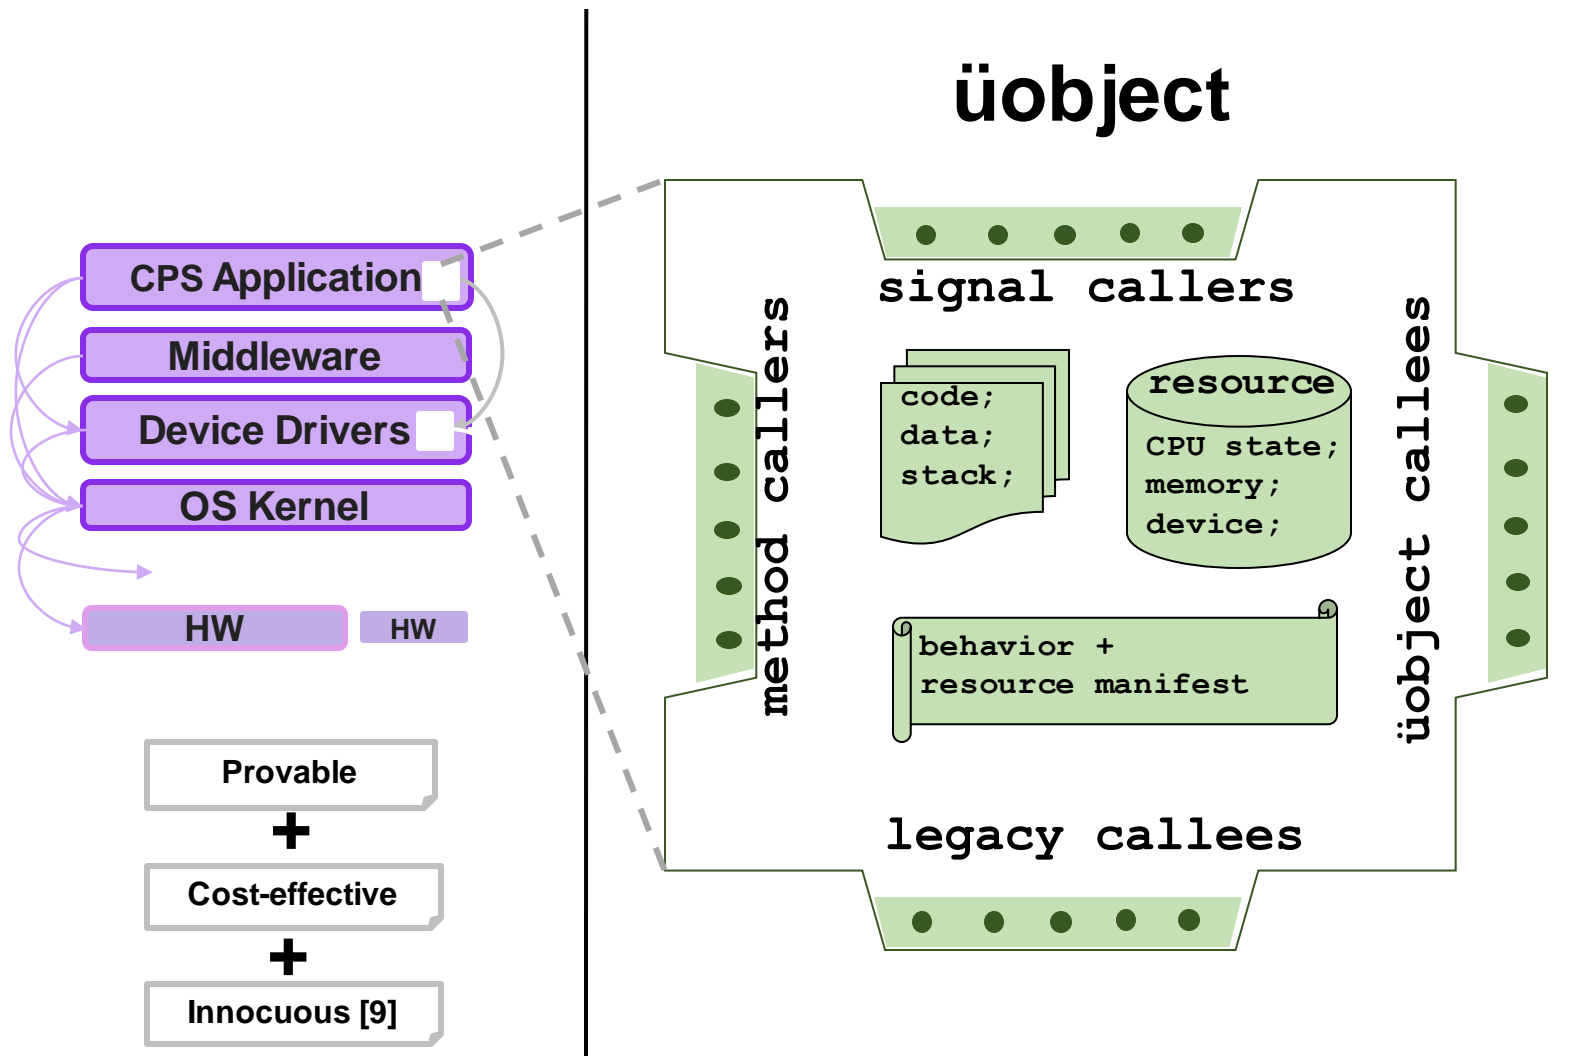 CPS Application
Middleware
Device Drivers
OS Kernel
HW
HW
Provable
+
Cost-effective
+
Innocuous [9]
üobject
signal callers
method callers
code;
data;
stack;
resource
CPU state;
memory;
device;
behavior +
resource manifest
üobject callees
legacy callees